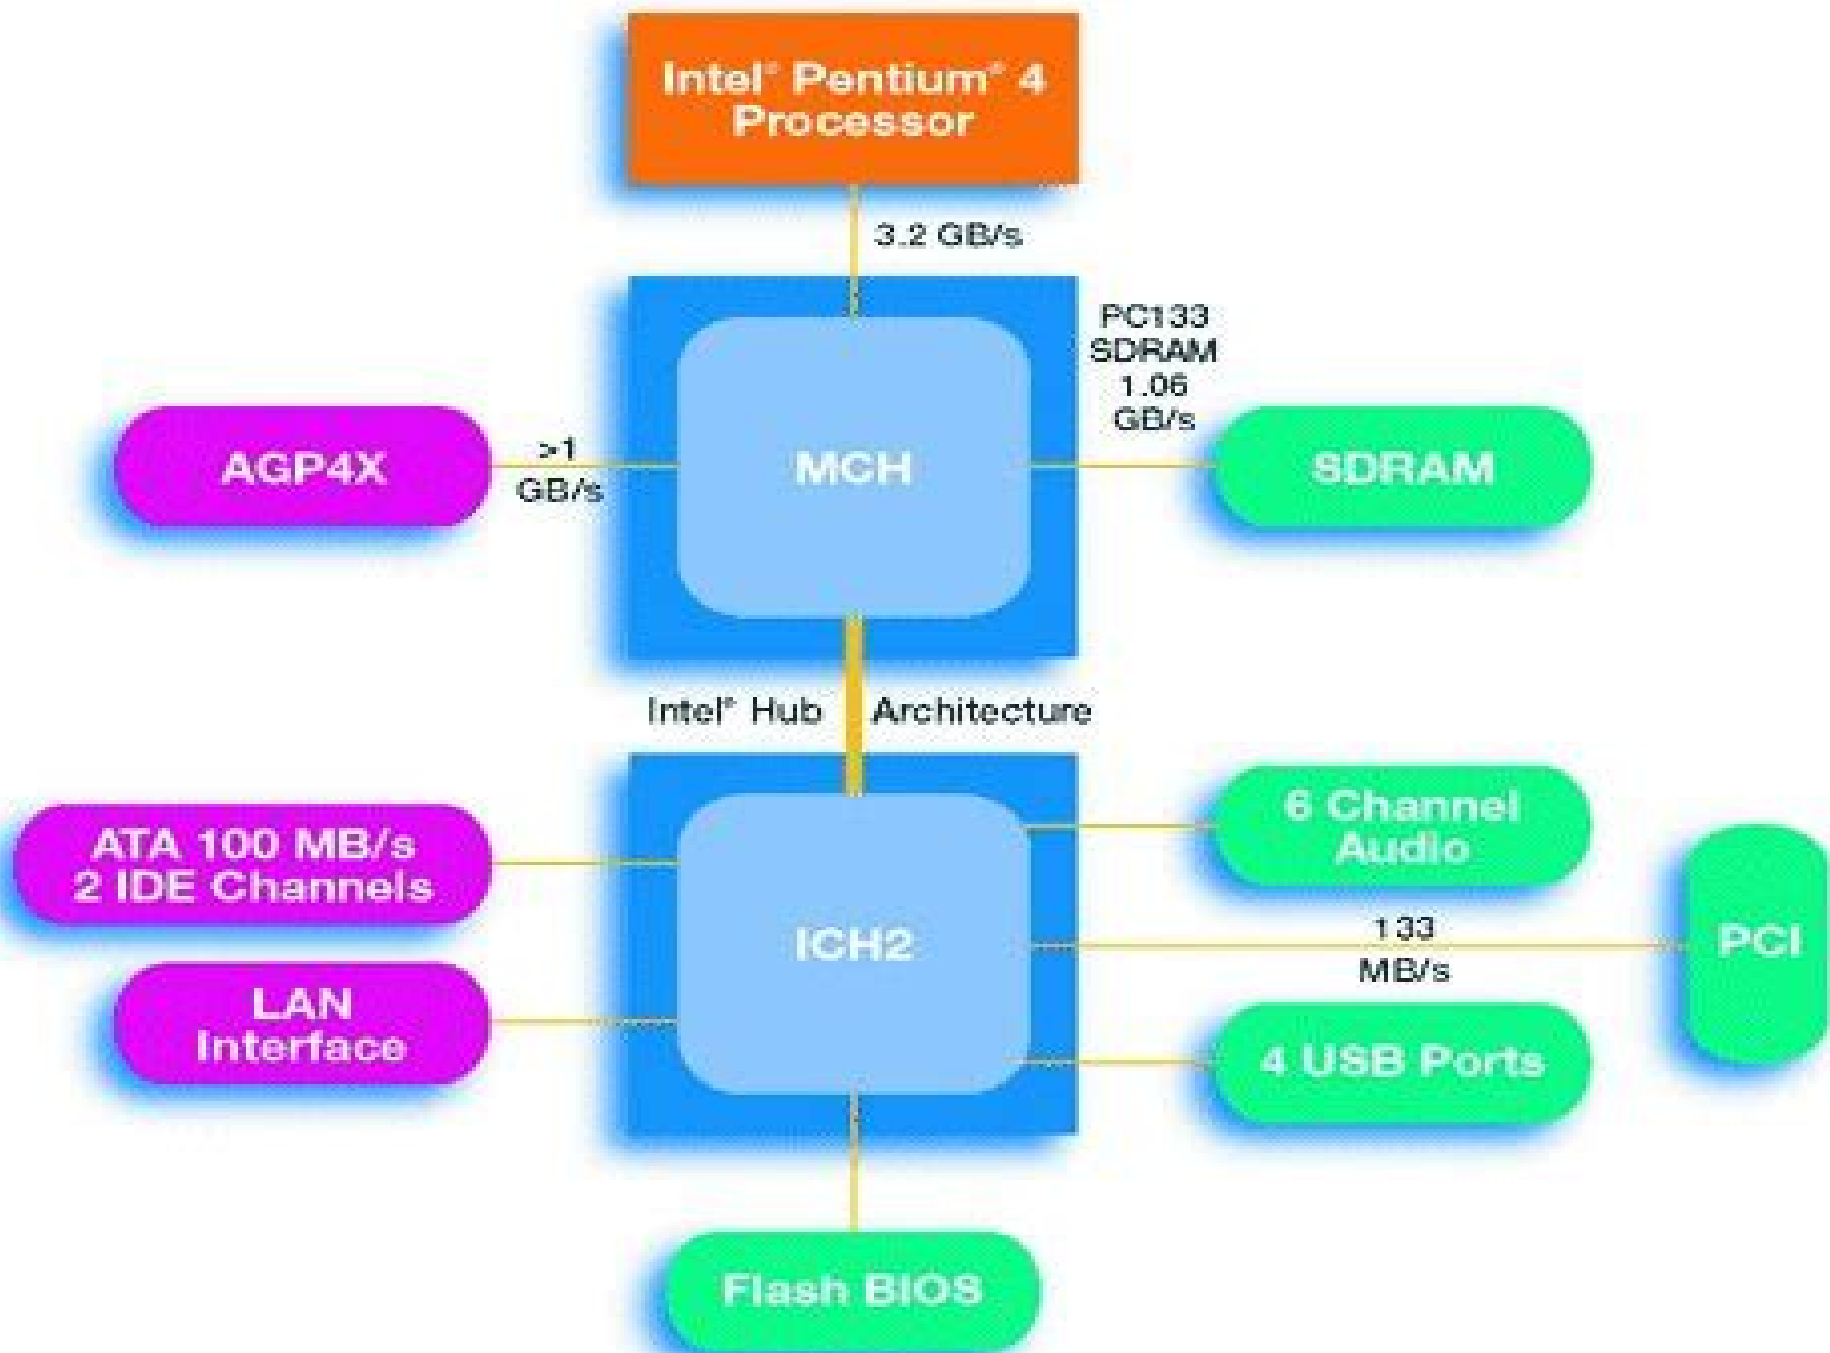 Intel® Pentium® 4
Processor
3.2 GB/s
PC133
SDRAM
1.06
GB/s
AGP4X
>1
GB/s
MCH
SDRAM
Intel® Hub Architecture
6 Channel
Audio
ATA 100 MB/s
2 IDE Channels
ICH2
133
MB/s
PCI
LAN
Interface
4 USB Ports
Flash BIOS